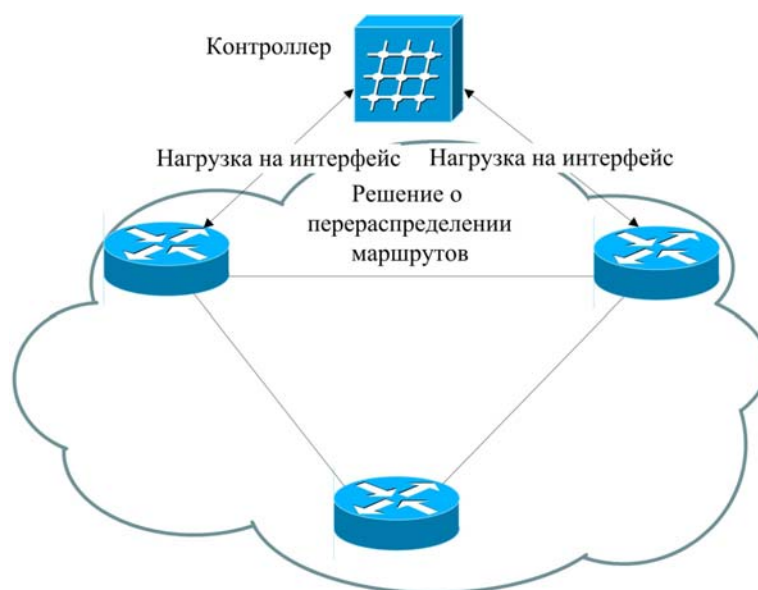 Контроллер
Нагрузка на интерфейс
Нагрузка на интерфейс
Решение о
перераспределении
маршрутов